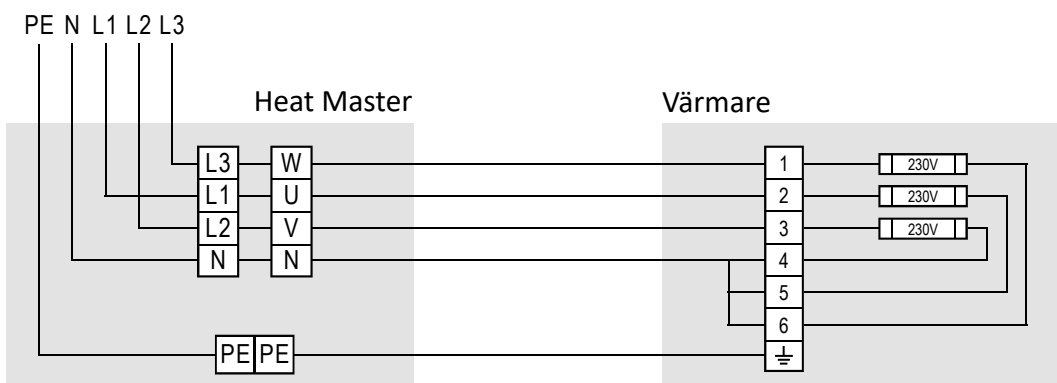 PE N L1 L2 L3
Heat Master
Värmare
L3 W 1 230V
L1 U 2 230V
L2 V 3 230V
N N 4
5
6
PE PE